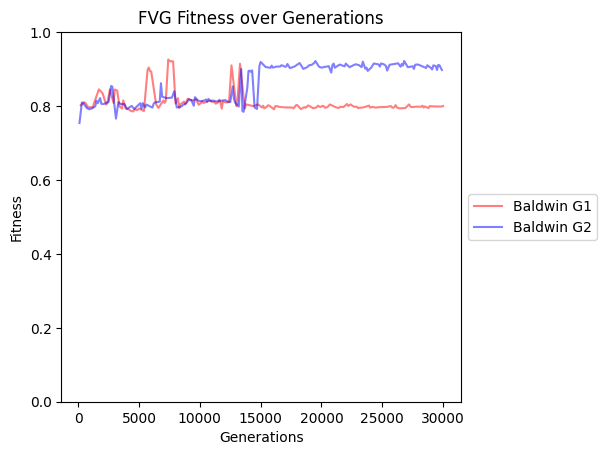 FVG Fitness over Generations
1.0
0.8
0.6
0.4
0.2
0.0
Fitness
0 5000 10000 15000 20000 25000 30000
Generations
Baldwin G1
Baldwin G2